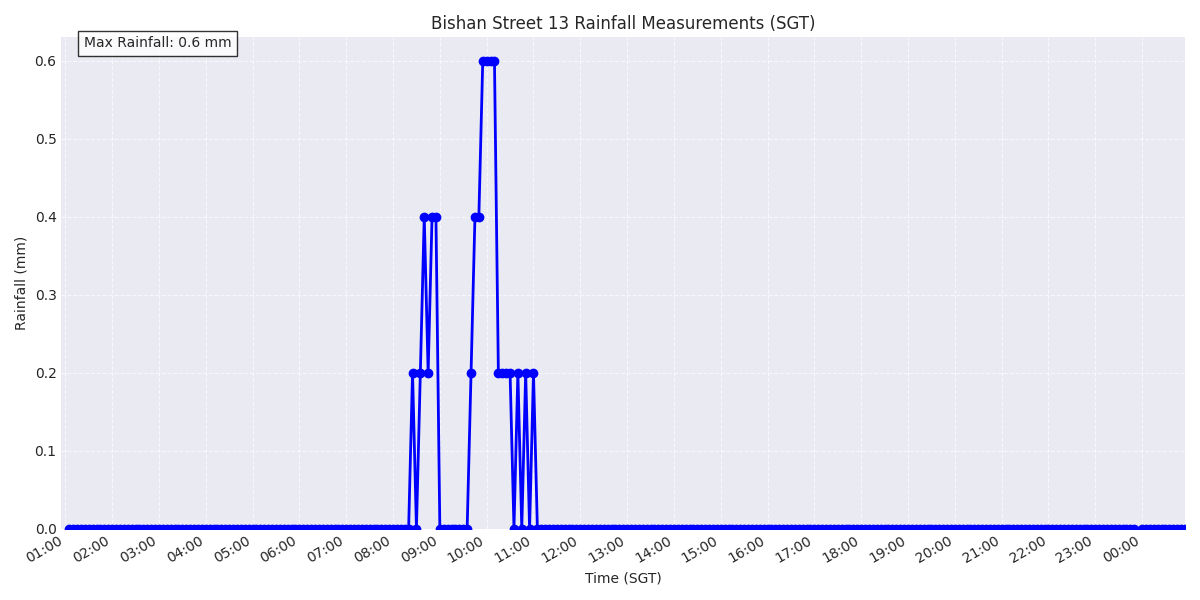 Bishan Street 13 Rainfall Measurements (SGT)
Max Rainfall: 0.6 mm
Rainfall (mm)
0.6
0.5
0.4
0.3
0.2
0.1
0.0
01:00 02:00 03:00 04:00 05:00 06:00 07:00 08:00 09:00 10:00 11:00 12:00 13:00 14:00 15:00 16:00 17:00 18:00 19:00 20:00 21:00 22:00 23:00 00:00
Time (SGT)